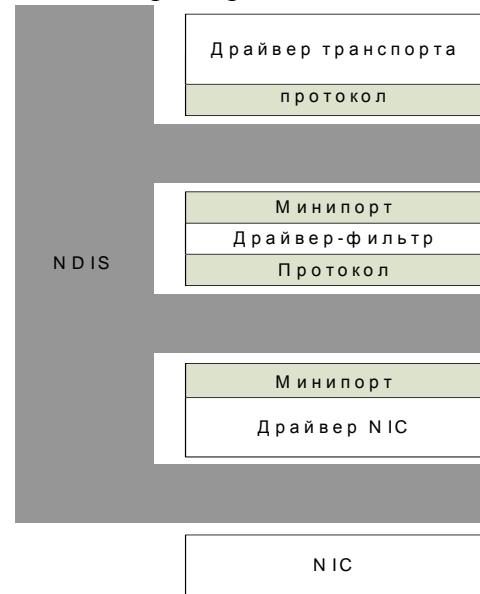 Драйвер транспорта
протокол
Минипорт
Драйвер-фильтр
NDIS
Протокол
Минипорт
Драйвер NIC
NIC